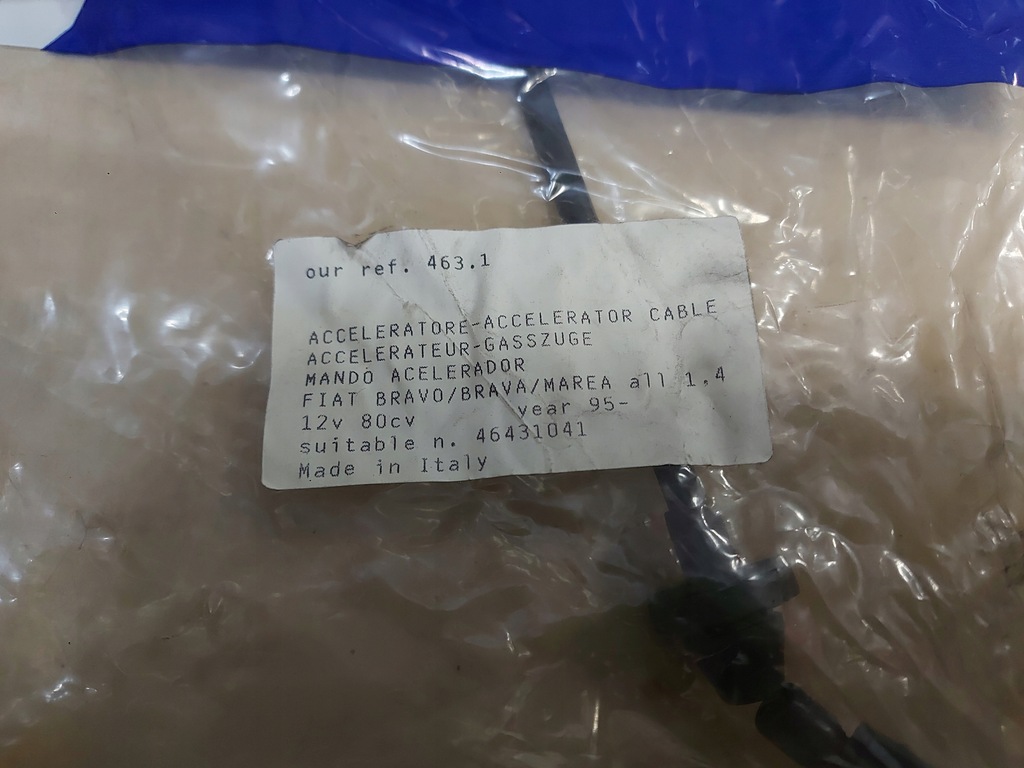 our ref. 463.1
ACCELERATORE-ACCELERATOR CABLE
ACCELERATEUR-GASSZUGE
MANDO ACELERADOR
FIAT BRAVO/BRAVA/MAREA all 1.4
12v 80cv year 95-
suitable n. 46431041
Made in Italy